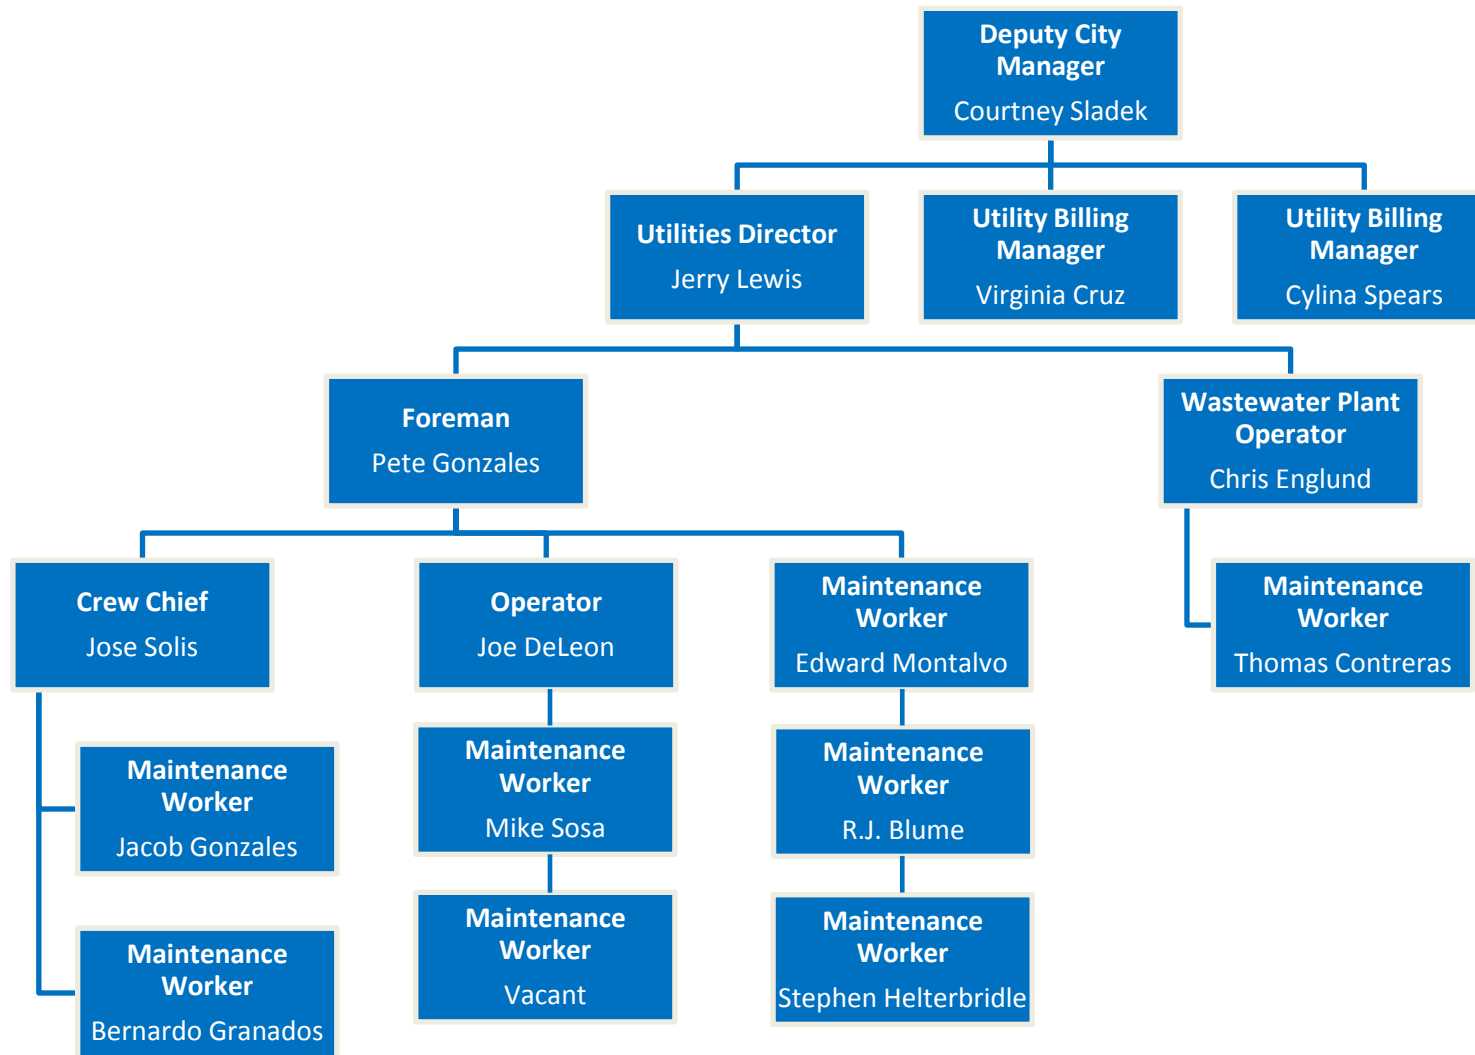 Deputy City
Manager
Courtney Sladek
Utilities Director
Jerry Lewis
Utility Billing
Manager
Virginia Cruz
Utility Billing
Manager
Cylina Spears
Foreman
Pete Gonzales
Wastewater Plant
Operator
Chris Englund
Crew Chief
Jose Solis
Operator
Joe DeLeon
Maintenance
Worker
Edward Montalvo
Maintenance
Worker
Thomas Contreras
Maintenance
Worker
Jacob Gonzales
Maintenance
Worker
Mike Sosa
Maintenance
Worker
R.J. Blume
Maintenance
Worker
Bernardo Granados
Maintenance
Worker
Vacant
Maintenance
Worker
Stephen Helterbridle